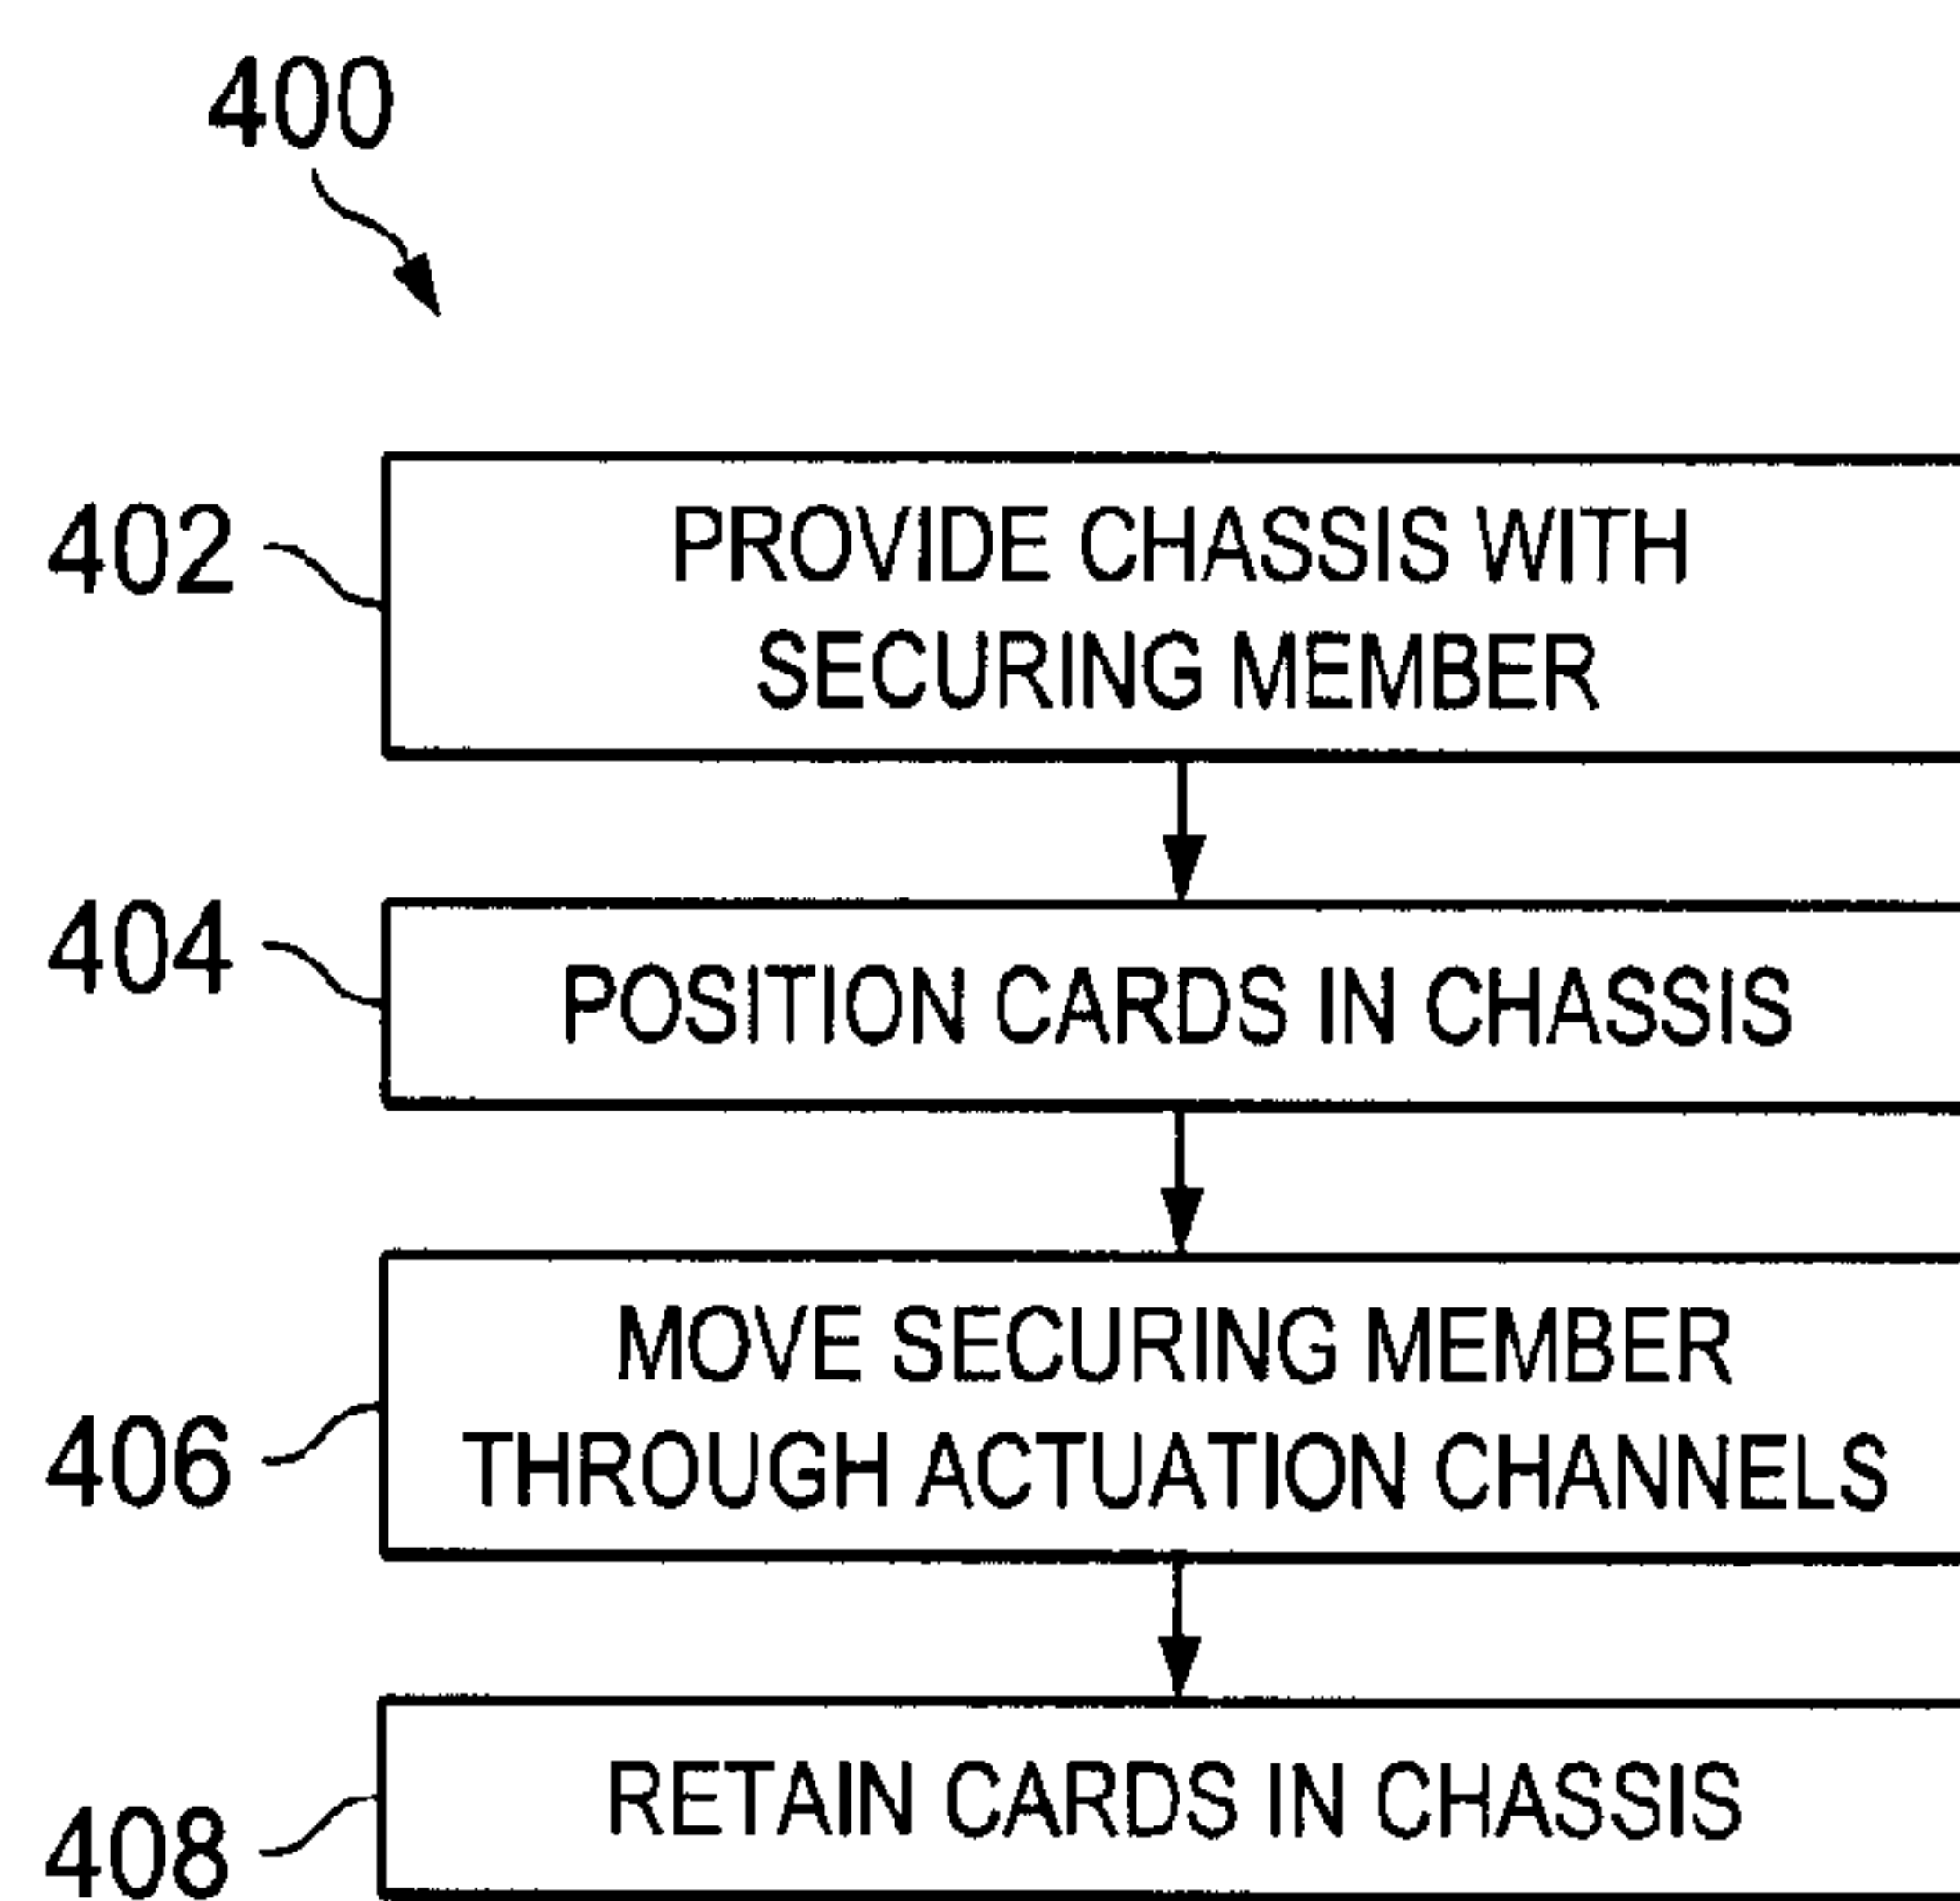 400
402
PROVIDE CHASSIS WITH
SECURING MEMBER
404
POSITION CARDS IN CHASSIS
406
MOVE SECURING MEMBER
THROUGH ACTUATION CHANNELS
408
RETAIN CARDS IN CHASSIS